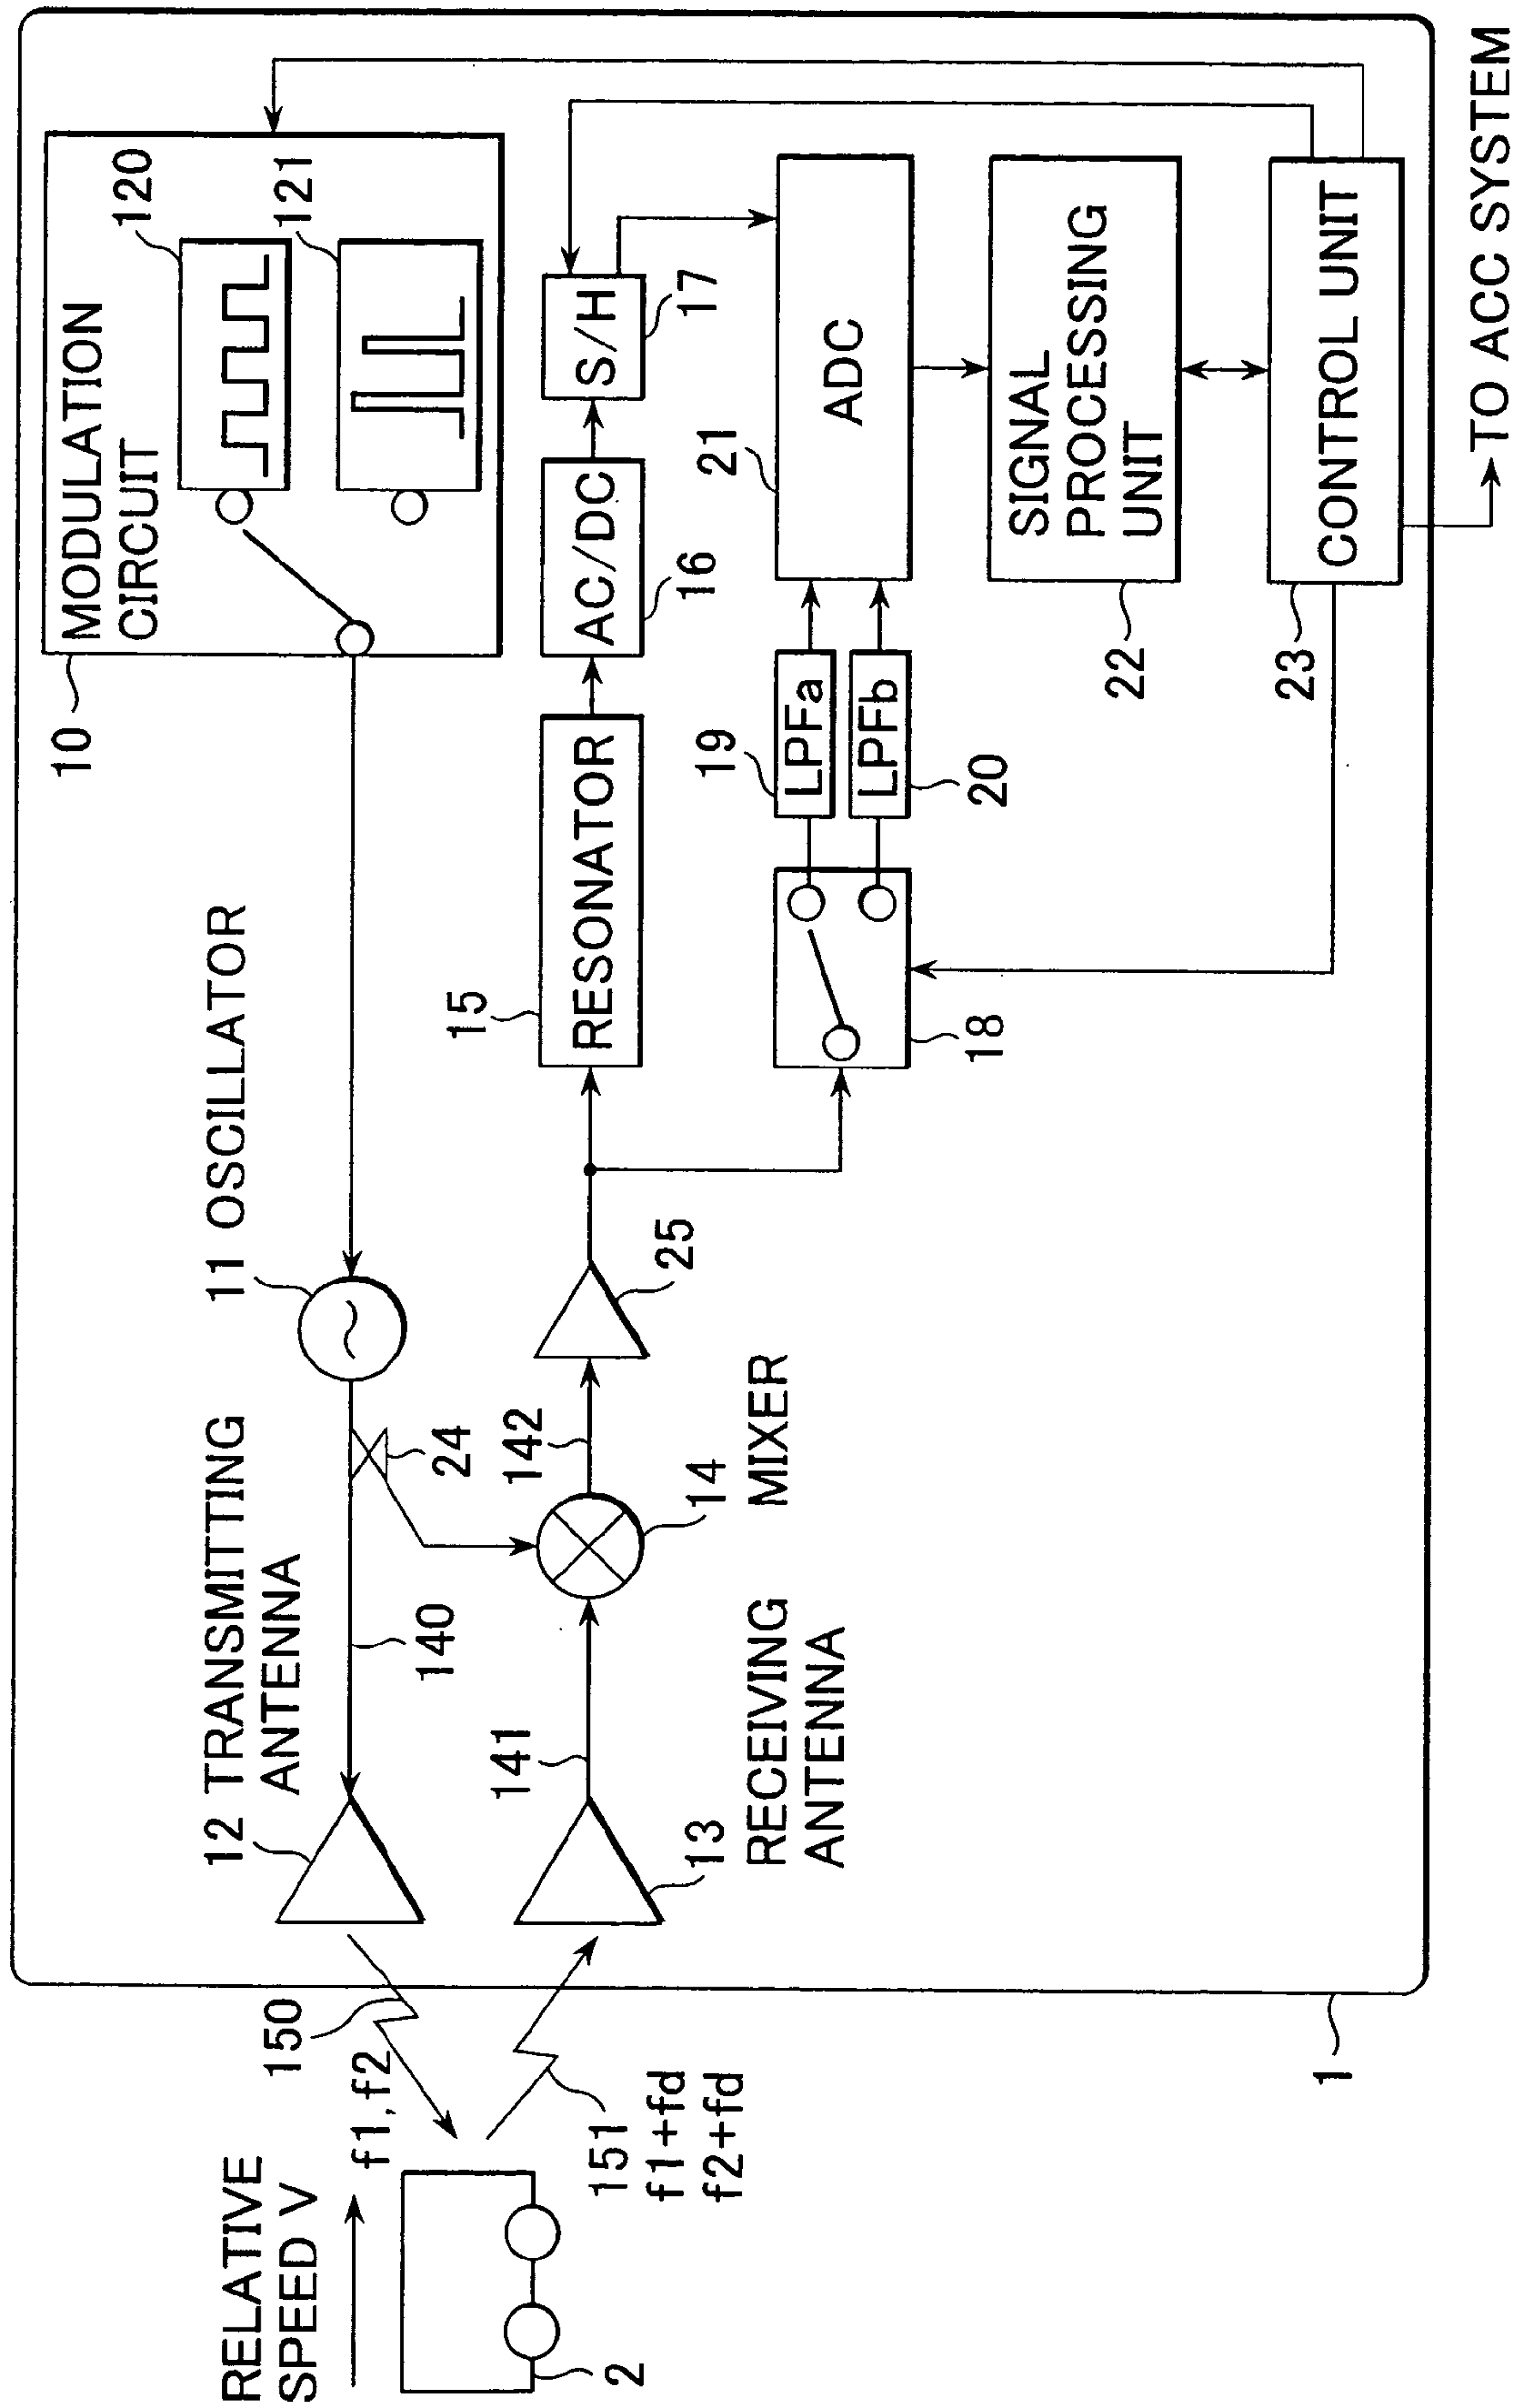 RELATIVE
SPEED V
2
f1,f2
150
151
f1+fd
f2+fd
1
12 TRANSMITTING
ANTENNA
140
141
13
RECEIVING
ANTENNA
24
142
14
MIXER
11 OSCILLATOR
25
10
MODULATION
CIRCUIT
120
121
15
RESONATOR
AC/DC
16
S/H
17
18
19
LPFa
LPFb
20
21
ADC
SIGNAL
PROCESSING
UNIT
22
CONTROL UNIT
23
TO ACC SYSTEM